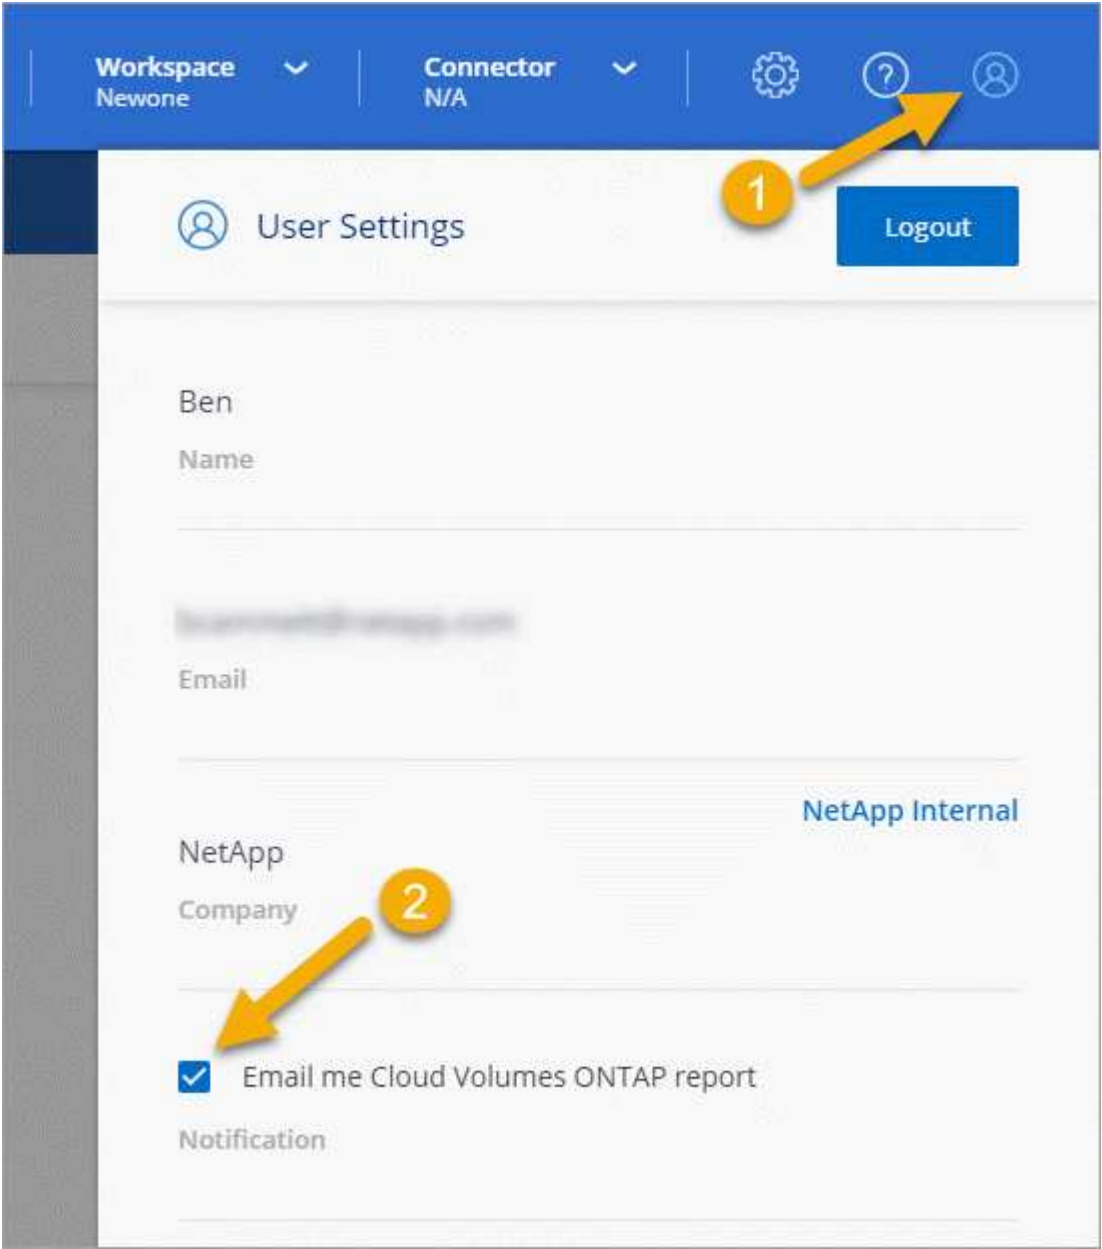 Workspace
Newone
Connector
N/A
?
1
User Settings
Logout
Ben
Name
Email
NetApp Internal
NetApp
Company
2
Email me Cloud Volumes ONTAP report
Notification